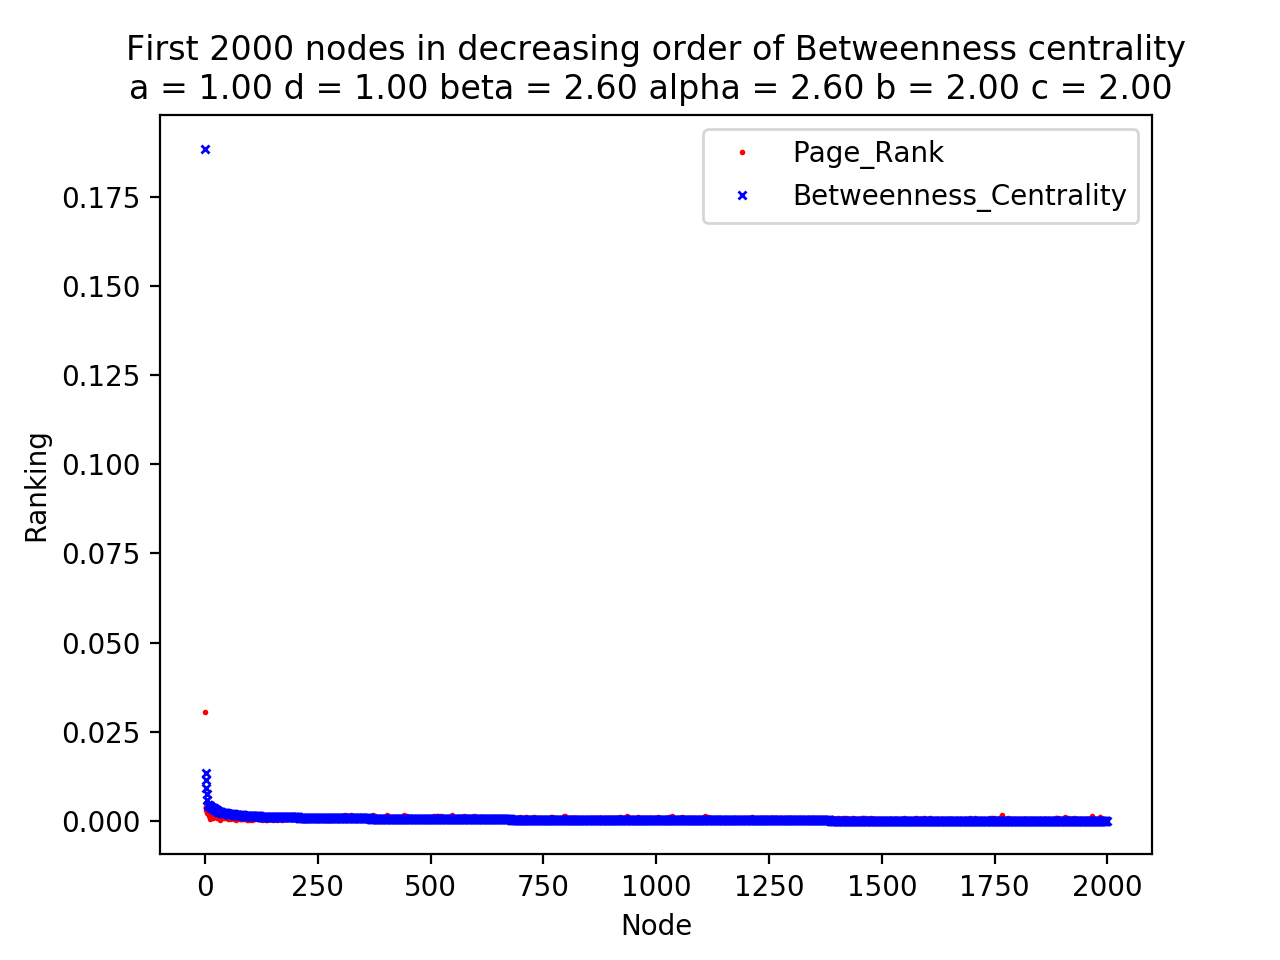 First 2000 nodes in decreasing order of Betweenness centrality
a = 1.00 d = 1.00 beta = 2.60 alpha = 2.60 b = 2.00 c = 2.00
Page_Rank
Betweenness_Centrality
0.175
0.150
0.125
0.100
0.075
0.050
0.025
0.000
Ranking
0 250 500 750 1000 1250 1500 1750 2000
Node